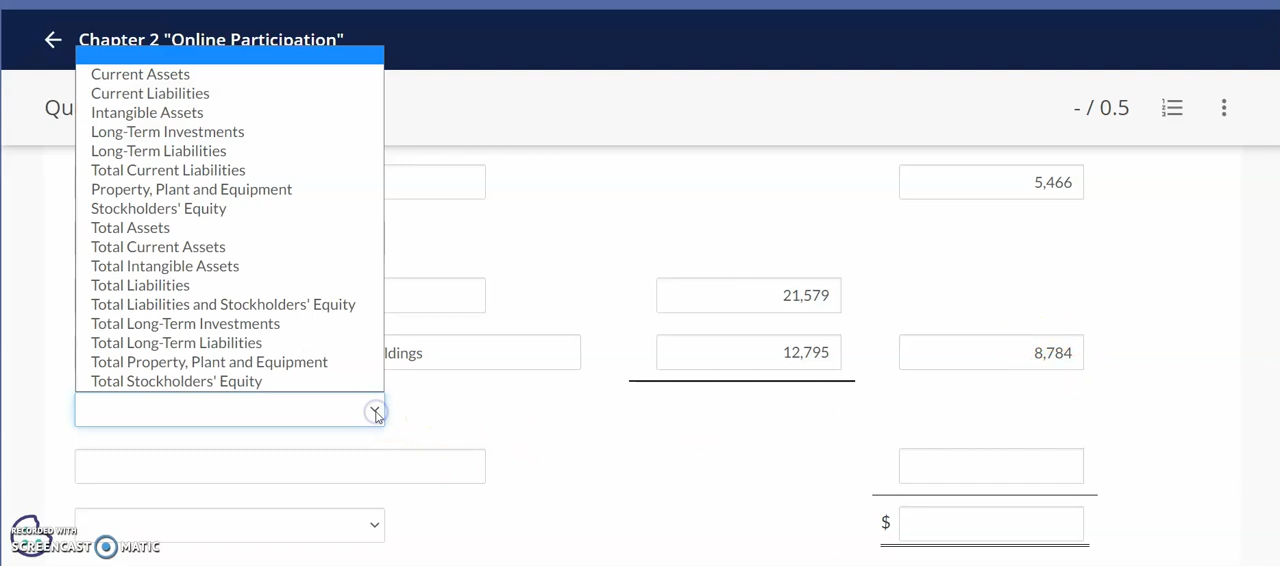 Chapter 2 "Online Participation"
Current Assets
Current Liabilities
Qu
Intangible Assets
- / 0.5
Long-Term Investments
Long-Term Liabilities
Total Current Liabilities
Property, Plant and Equipment
5,466
Stockholders' Equity
Total Assets
Total Current Assets
Total Intangible Assets
Total Liabilities
21,579
Total Liabilities and Stockholders' Equity
Total Long-Term Investments
Total Long-Term Liabilities
ldings
12,795
8,784
Total Property, Plant and Equipment
Total Stockholders' Equity
$
RECORDED WITH
SCREENCAST MATIC